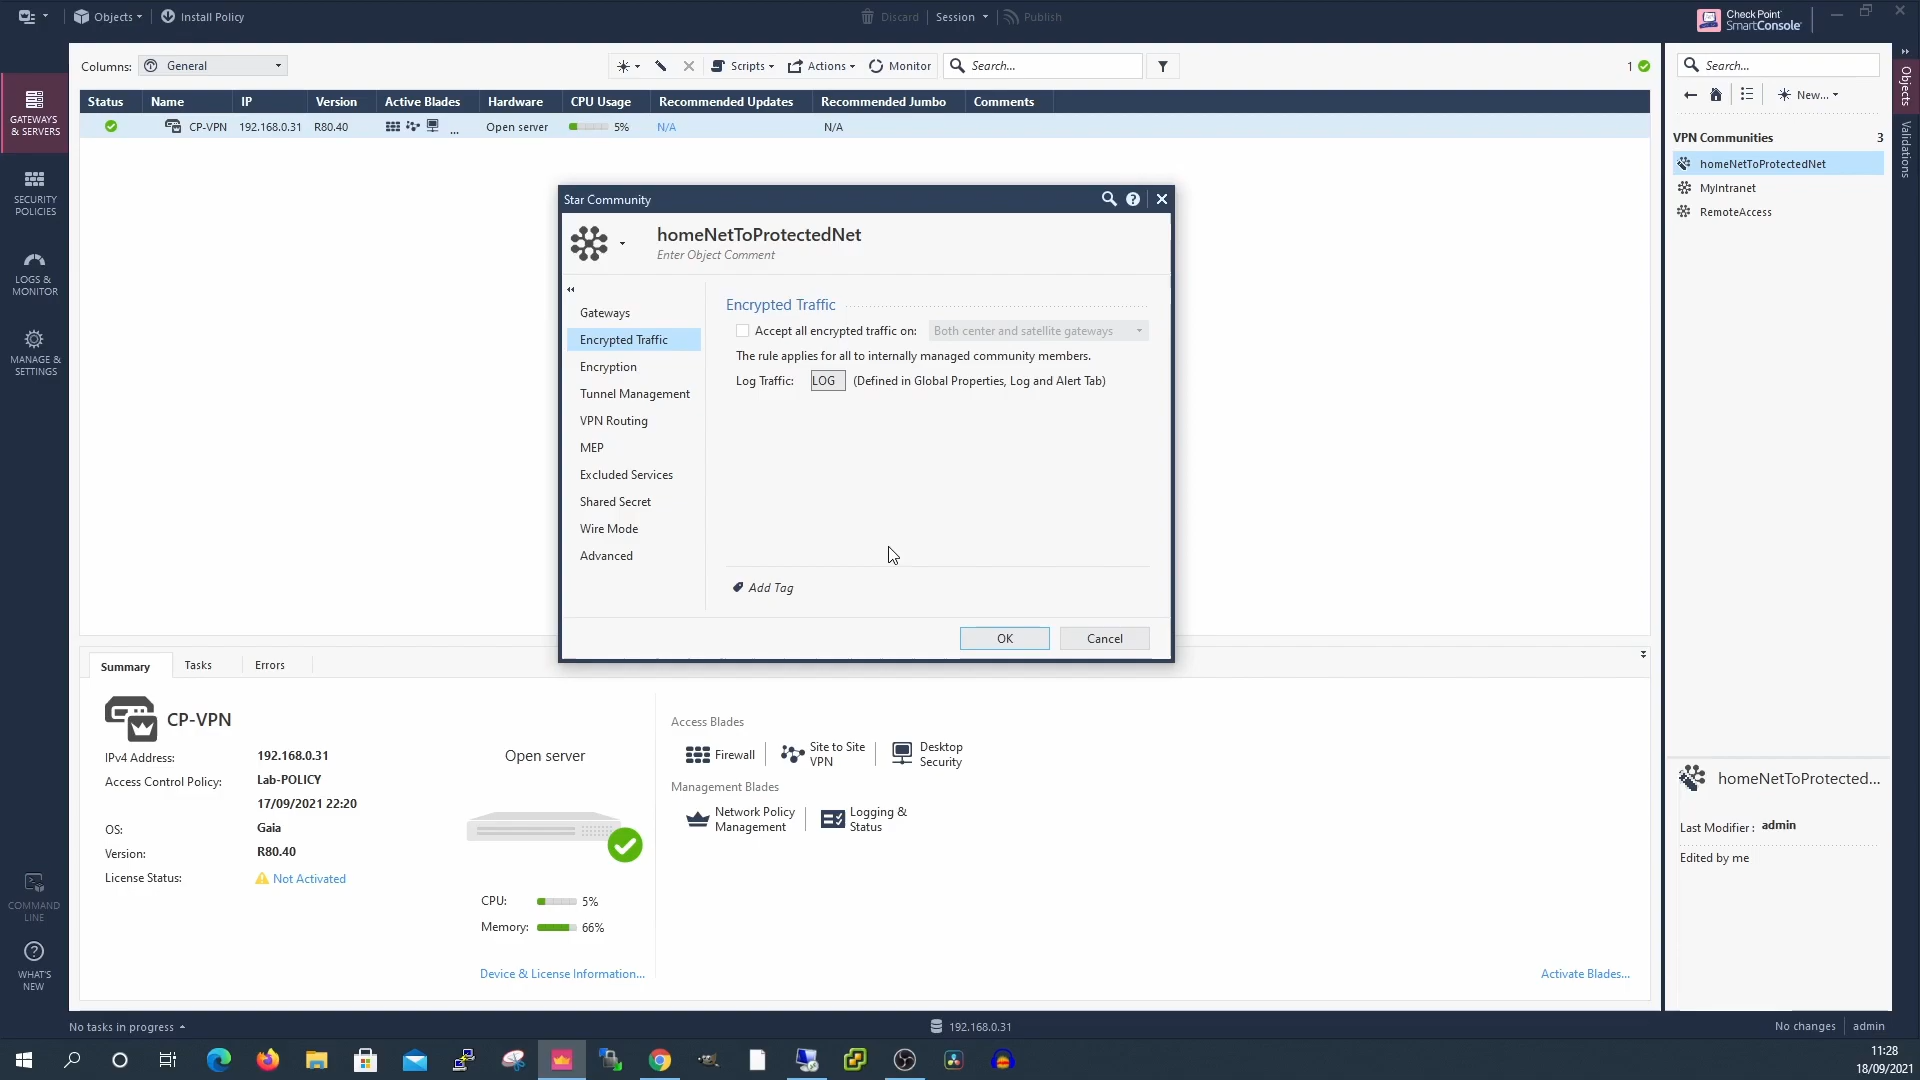 Objects
Install Policy
Discard
Session
Publish
Check Point
SmartConsole
GATEWAYS
& SERVERS
SECURITY
POLICIES
LOGS &
MONITOR
MANAGE &
SETTINGS
COMMAND
LINE
WHAT'S
NEW
Columns:
General
Scripts
Actions
Monitor
Search...
1
Status Name IP Version Active Blades Hardware CPU Usage Recommended Updates Recommended Jumbo Comments
CP-VPN 192.168.0.31 R80.40 ... Open server 5% N/A N/A
Star Community
homeNetToProtectedNet
Enter Object Comment
Gateways
Encrypted Traffic
Encryption
Tunnel Management
VPN Routing
MEP
Excluded Services
Shared Secret
Wire Mode
Advanced
Encrypted Traffic
Accept all encrypted traffic on: Both center and satellite gateways
The rule applies for all to internally managed community members.
Log Traffic: LOG (Defined in Global Properties, Log and Alert Tab)
Add Tag
OK
Cancel
Summary
Tasks
Errors
CP-VPN
IPv4 Address: 192.168.0.31
Access Control Policy: Lab-POLICY
17/09/2021 22:20
OS: Gaia
Version: R80.40
License Status: Not Activated
Open server
CPU: 5%
Memory: 66%
Device & License Information...
Access Blades
Firewall
Site to Site
VPN
Desktop
Security
Management Blades
Network Policy
Management
Logging &
Status
Activate Blades...
Search...
New...
VPN Communities 3
homeNetToProtectedNet
MyIntranet
RemoteAccess
Objects
Validations
homeNetToProtected...
Last Modifier : admin
Edited by me
No tasks in progress
192.168.0.31
No changes
admin
11:28
18/09/2021